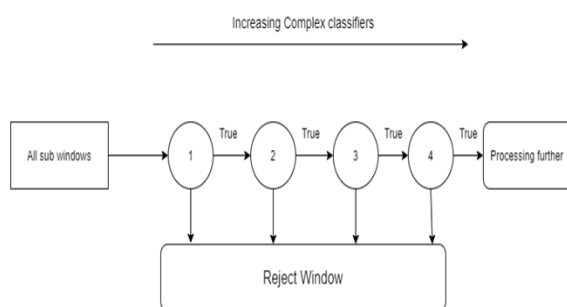 Increasing Complex classifiers
All sub windows
1
True
2
True
3
True
4
True
Processing further
Reject Window